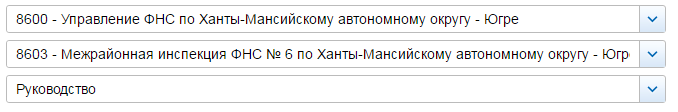 8600 - Управление ФНС по Ханты-Мансийскому автономному округу - Югре
8603 - Межрайонная инспекция ФНС № 6 по Ханты-Мансийскому автономному округу - Югр
Руководство